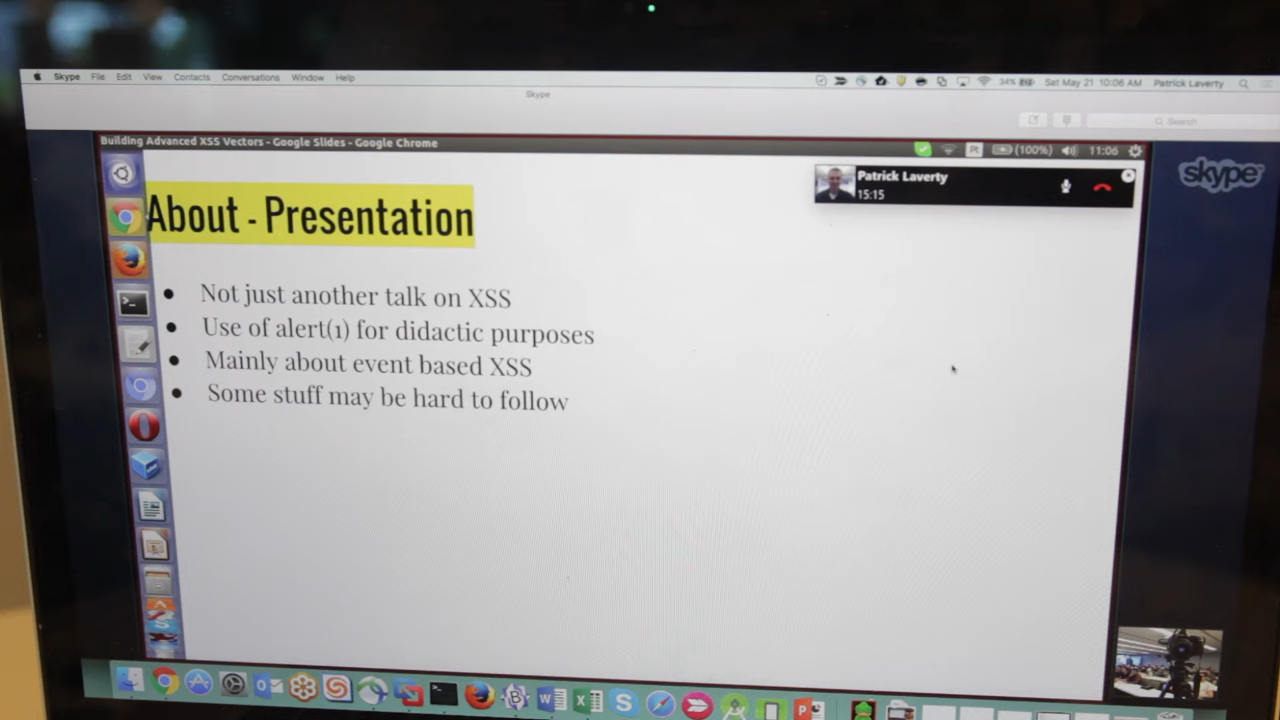 Skype File Edit View Contacts Conversations Window Help 34% Sat May 21 10:06 AM Patrick Laverty
Skype
Search
Building Advanced XSS Vectors - Google Slides - Google Chrome Pt (100%) 11:06
skype
Patrick Laverty
15:15
About - Presentation
Not just another talk on XSS
Use of alert(1) for didactic purposes
Mainly about event based XSS
Some stuff may be hard to follow